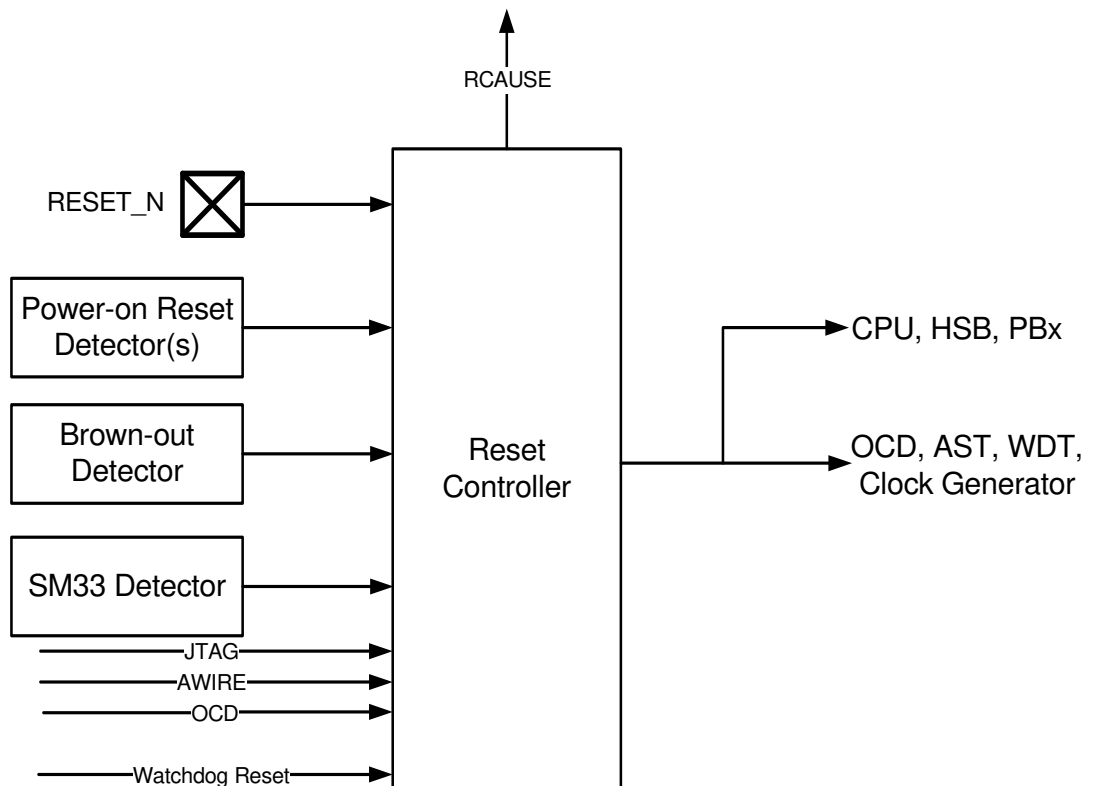 RCAUSE
RESET_N
Power-on Reset
Detector(s)
Brown-out
Detector
SM33 Detector
JTAG
AWIRE
OCD
Watchdog Reset
Reset
Controller
CPU, HSB, PBx
OCD, AST, WDT,
Clock Generator